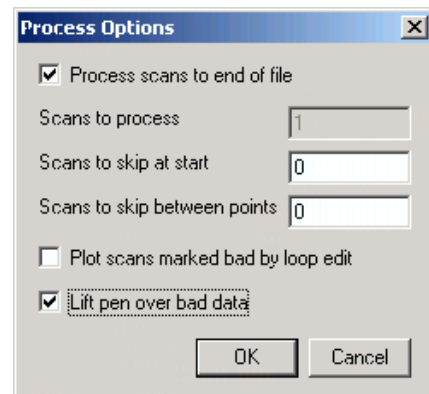 Process Options
Process scans to end of file
Scans to process 1
Scans to skip at start 0
Scans to skip between points 0
Plot scans marked bad by loop edit
Lift pen over bad data
OK Cancel